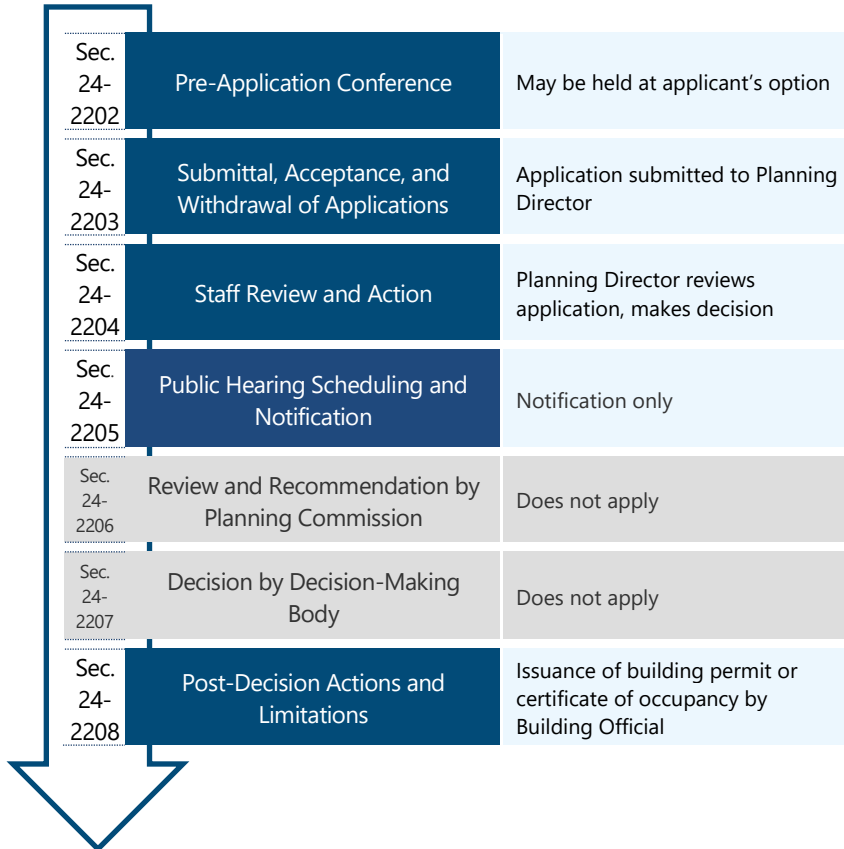 Sec.
24-
2202
Pre-Application Conference
May be held at applicant's option
Sec.
24-
2203
Submittal, Acceptance, and
Withdrawal of Applications
Application submitted to Planning
Director
Sec.
24-
2204
Staff Review and Action
Planning Director reviews
application, makes decision
Sec.
24-
2205
Public Hearing Scheduling and
Notification
Notification only
Sec.
24-
2206
Review and Recommendation by
Planning Commission
Does not apply
Sec.
24-
2207
Decision by Decision-Making
Body
Does not apply
Sec.
24-
2208
Post-Decision Actions and
Limitations
Issuance of building permit or
certificate of occupancy by
Building Official